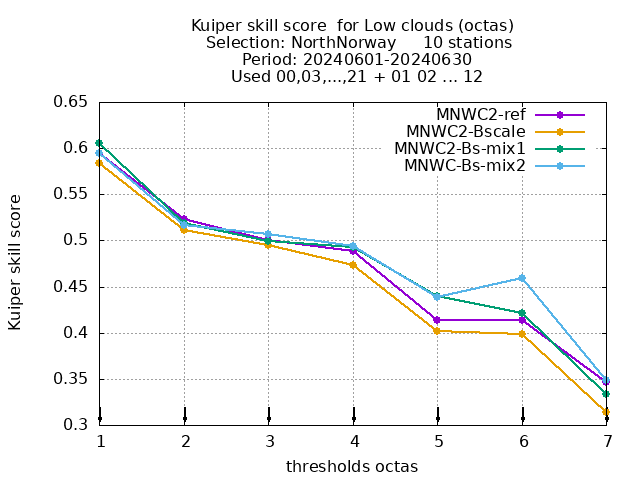 Kuiper skill score  for Low clouds (octas)
Selection: NorthNorway     10 stations
Period: 20240601-20240630
Used 00,03,...,21 + 01 02 ... 12
MNWC2-ref
MNWC2-Bscale
MNWC2-Bs-mix1
MNWC-Bs-mix2
Kuiper skill score
0.65
0.6
0.55
0.5
0.45
0.4
0.35
0.3
1 2 3 4 5 6 7
thresholds octas